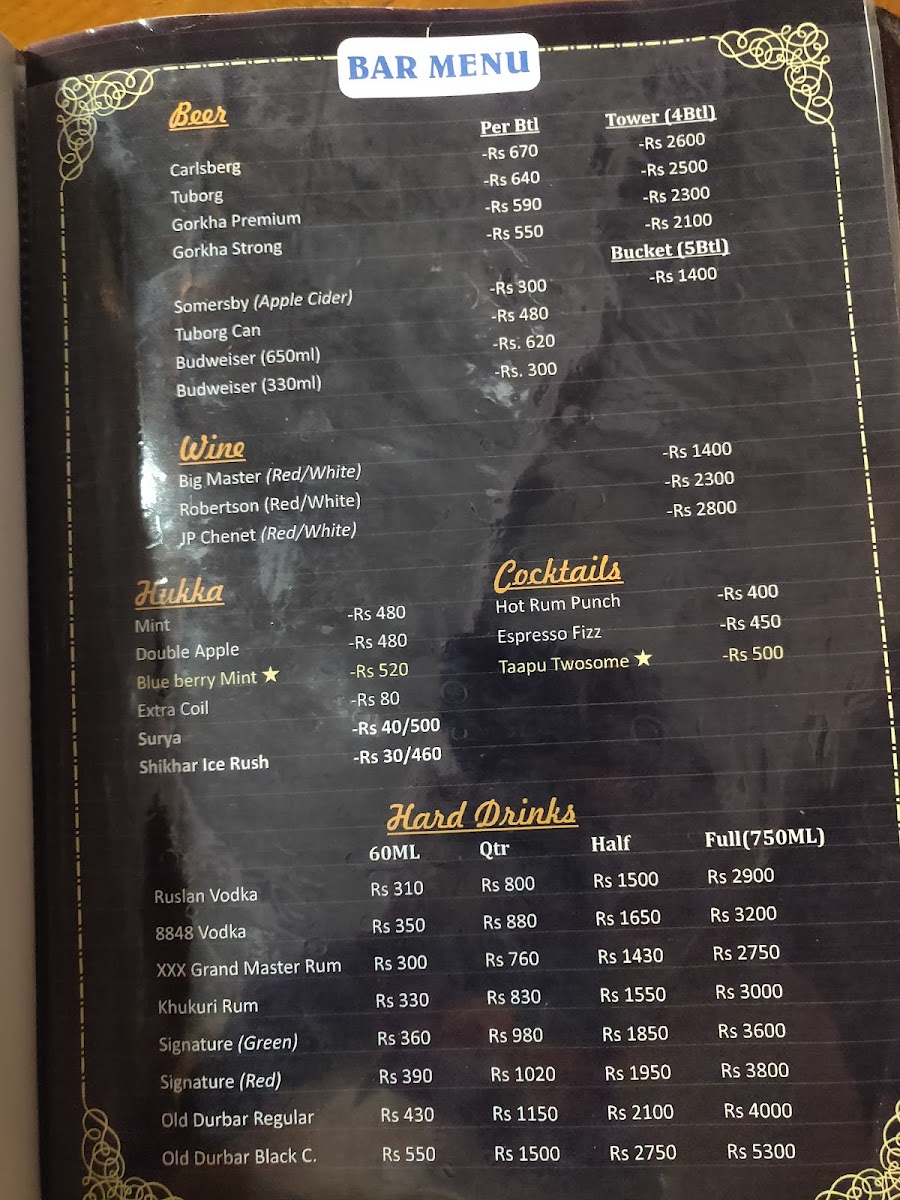 BAR MENU
Beer
Per Btl Tower (4Btl)
Carlsberg -Rs 670 -Rs 2600
Tuborg -Rs 640 -Rs 2500
Gorkha Premium -Rs 590 -Rs 2300
Gorkha Strong -Rs 550 -Rs 2100
Bucket (5Btl)
Somersby (Apple Cider) -Rs 300 -Rs 1400
Tuborg Can -Rs 480
Budweiser (650ml) -Rs. 620
Budweiser (330ml) -Rs. 300
Wine
Big Master (Red/White) -Rs 1400
Robertson (Red/White) -Rs 2300
JP Chenet (Red/White) -Rs 2800
Hukka
Mint -Rs 480
Double Apple -Rs 480
Blue berry Mint ★ -Rs 520
Extra Coil -Rs 80
Surya -Rs 40/500
Shikhar Ice Rush -Rs 30/460
Cocktails
Hot Rum Punch -Rs 400
Espresso Fizz -Rs 450
Taapu Twosome ★ -Rs 500
Hard Drinks
60ML Qtr Half Full(750ML)
Ruslan Vodka Rs 310 Rs 800 Rs 1500 Rs 2900
8848 Vodka Rs 350 Rs 880 Rs 1650 Rs 3200
XXX Grand Master Rum Rs 300 Rs 760 Rs 1430 Rs 2750
Khukuri Rum Rs 330 Rs 830 Rs 1550 Rs 3000
Signature (Green) Rs 360 Rs 980 Rs 1850 Rs 3600
Signature (Red) Rs 390 Rs 1020 Rs 1950 Rs 3800
Old Durbar Regular Rs 430 Rs 1150 Rs 2100 Rs 4000
Old Durbar Black C. Rs 550 Rs 1500 Rs 2750 Rs 5300